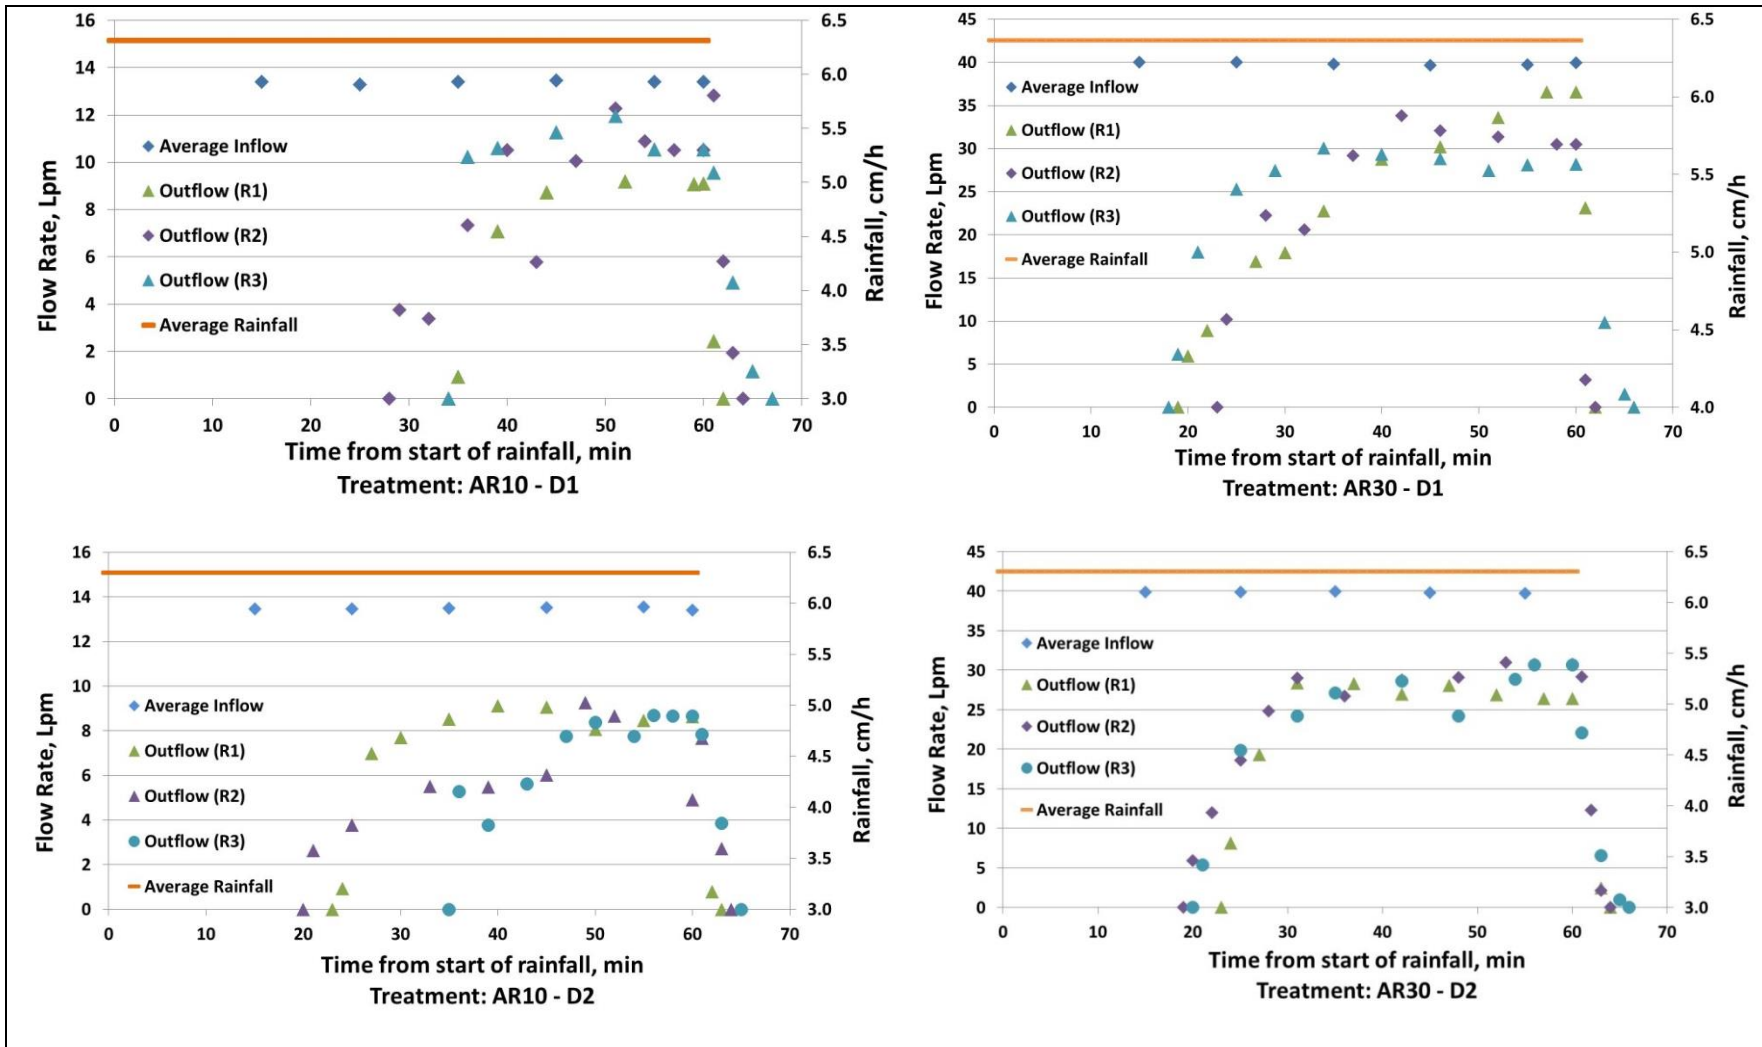 16
14
12
10
8
6
4
2
0
Flow Rate, Lpm
6.5
6.0
5.5
5.0
4.5
4.0
3.5
3.0
Rainfall, cm/h
Average Inflow
Outflow (R1)
Outflow (R2)
Outflow (R3)
Average Rainfall
0 10 20 30 40 50 60 70
Time from start of rainfall, min
Treatment: AR10 - D1
45
40
35
30
25
20
15
10
5
0
Flow Rate, Lpm
6.5
6.0
5.5
5.0
4.5
4.0
Rainfall, cm/h
Average Inflow
Outflow (R1)
Outflow (R2)
Outflow (R3)
Average Rainfall
0 10 20 30 40 50 60 70
Time from start of rainfall, min
Treatment: AR30 - D1
16
14
12
10
8
6
4
2
0
Flow Rate, Lpm
6.5
6.0
5.5
5.0
4.5
4.0
3.5
3.0
Rainfall, cm/h
Average Inflow
Outflow (R1)
Outflow (R2)
Outflow (R3)
Average Rainfall
0 10 20 30 40 50 60 70
Time from start of rainfall, min
Treatment: AR10 - D2
45
40
35
30
25
20
15
10
5
0
Flow Rate, Lpm
6.5
6.0
5.5
5.0
4.5
4.0
3.5
3.0
Rainfall, cm/h
Average Inflow
Outflow (R1)
Outflow (R2)
Outflow (R3)
Average Rainfall
0 10 20 30 40 50 60 70
Time from start of rainfall, min
Treatment: AR30 - D2